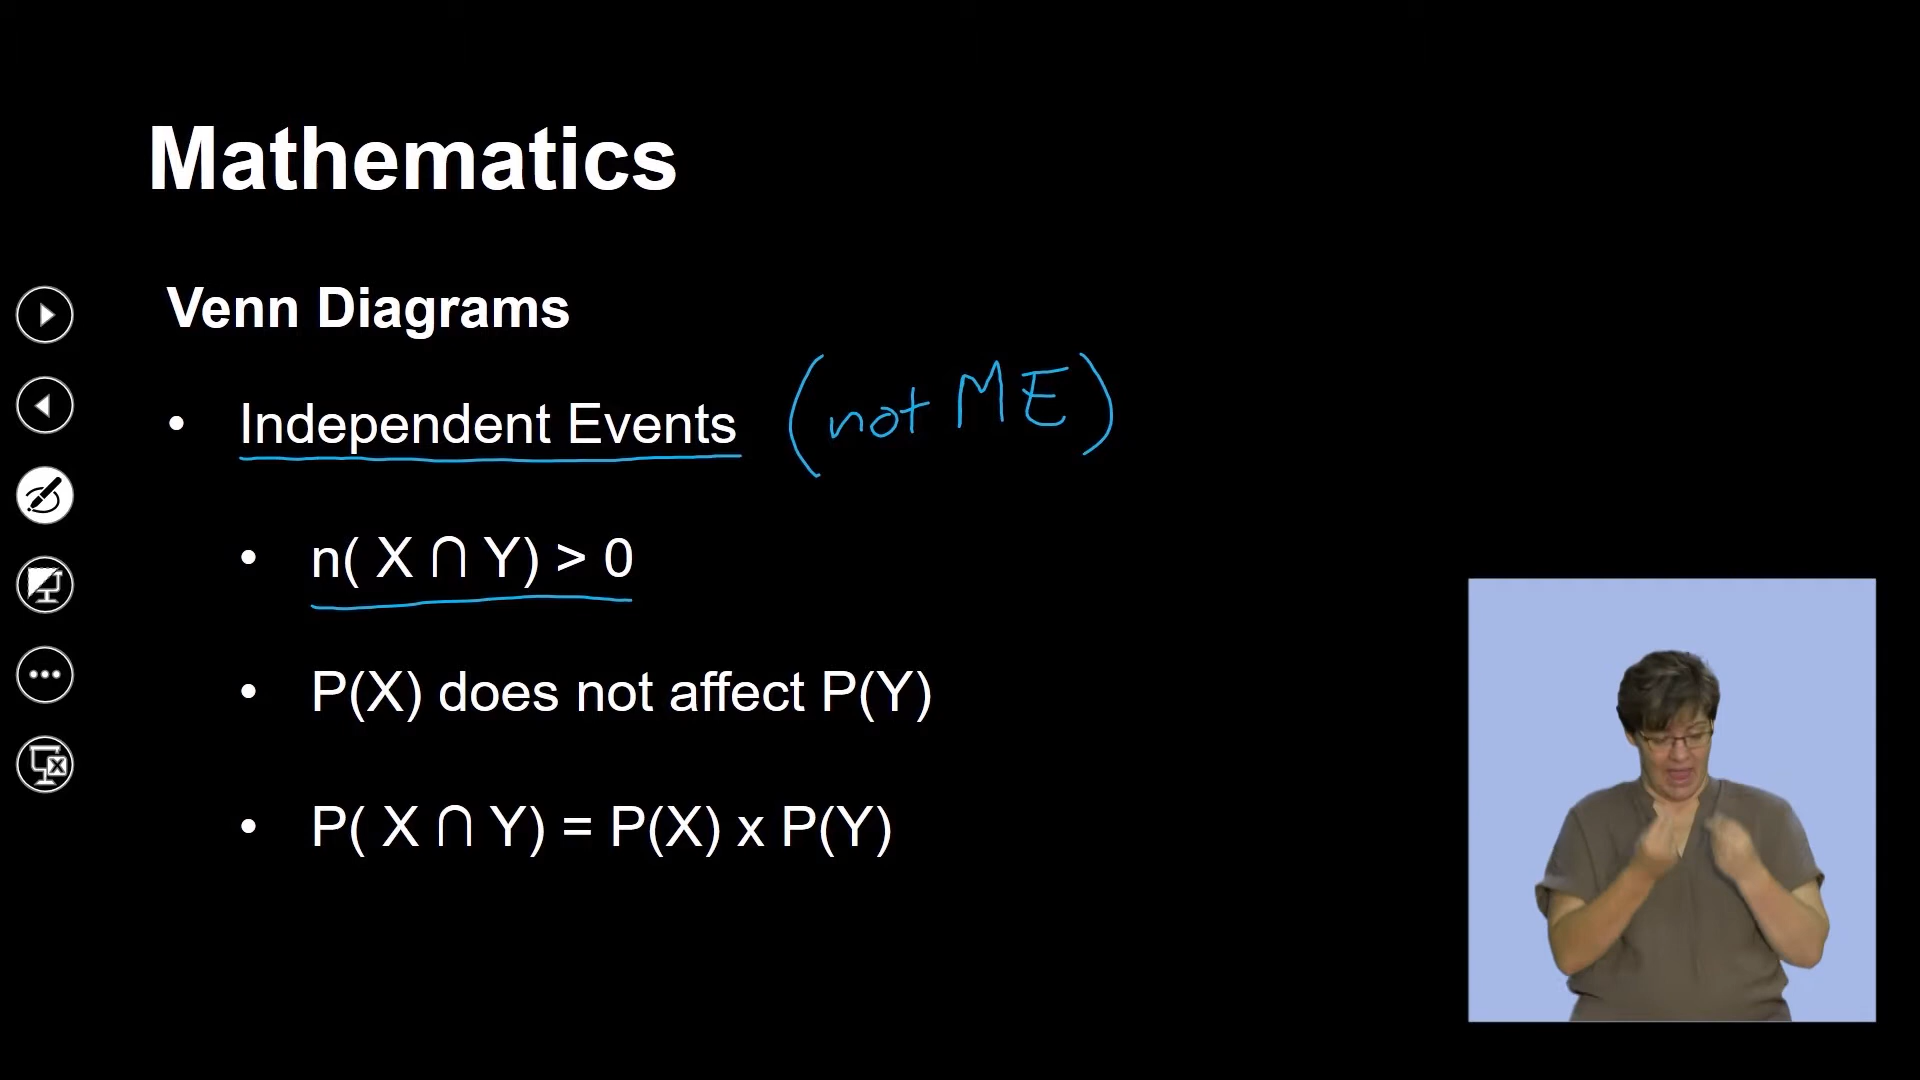 Mathematics
Venn Diagrams
• Independent Events (not ME)
• n( X ∩ Y) > 0
• P(X) does not affect P(Y)
• P( X ∩ Y) = P(X) x P(Y)